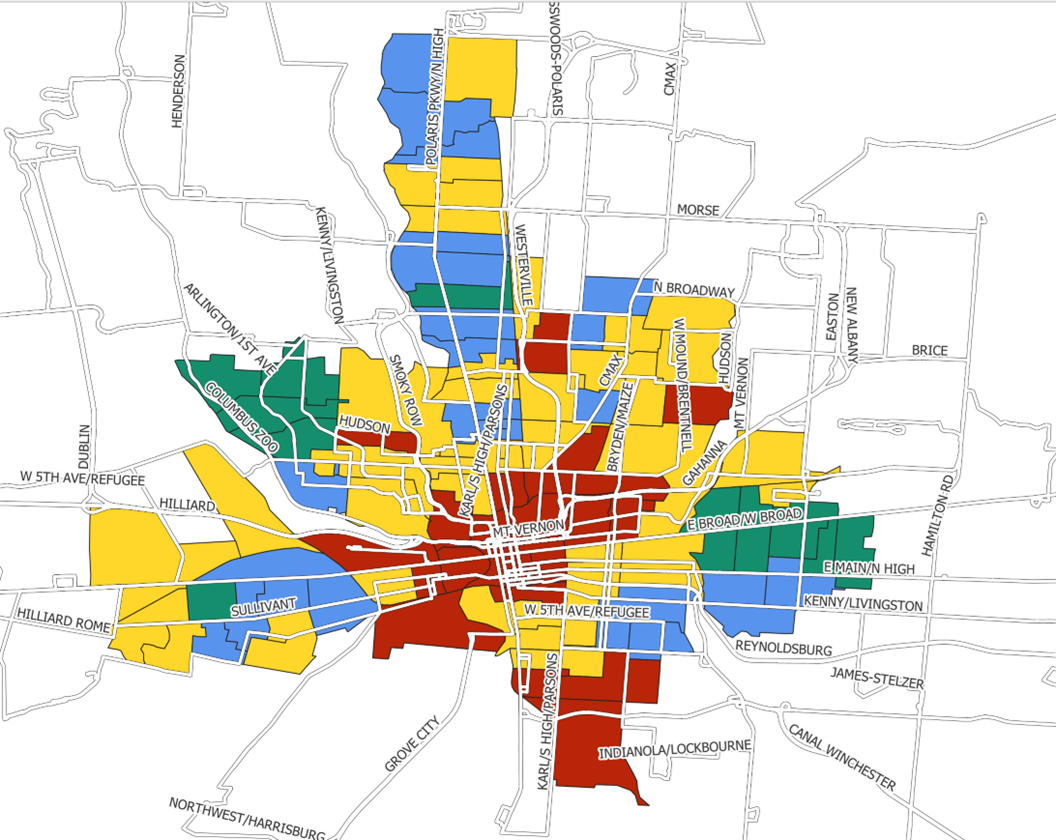 SSWOODS-POLARIS
HENDERSON
POLARIS PKWY/N HIGH
CMAX
MORSE
KENNY/LIVINGSTON
WESTERVILLE
N BROADWAY
ARLINGTON/1ST AVE
EASTON
NEW ALBANY
W MOUND/BRENTNELL
HUDSON
BRICE
SMOKY ROW
CMAX
MT VERNON
COLUMBUS ZOO
HUDSON
KARL/S HIGH/PARSONS
BRYDEN/MAIZE
DUBLIN
GAHANNA
W 5TH AVE/REFUGEE
HAMILTON RD
HILLIARD
MT VERNON
E BROAD/W BROAD
E MAIN/N HIGH
SULLIVANT
W 5TH AVE/REFUGEE
KENNY/LIVINGSTON
HILLIARD ROME
REYNOLDSBURG
JAMES-STELZER
KARL/S HIGH/PARSONS
GROVE CITY
INDIANOLA/LOCKBOURNE
CANAL WINCHESTER
NORTHWEST/HARRISBURG